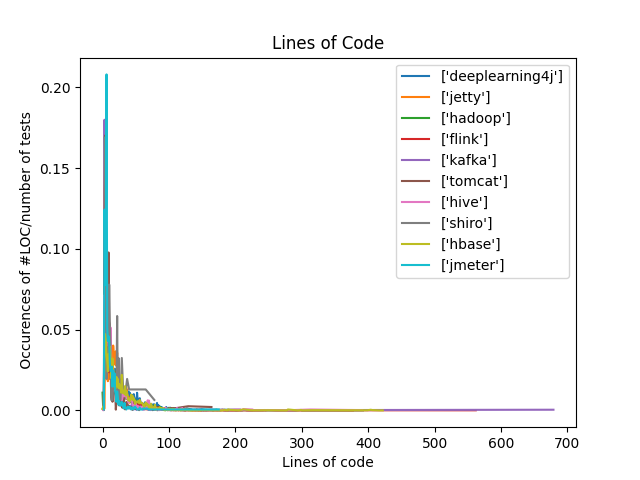 Lines of Code
Occurences of #LOC/number of tests
0.20
0.15
0.10
0.05
0.00
['deeplearning4j']
['jetty']
['hadoop']
['flink']
['kafka']
['tomcat']
['hive']
['shiro']
['hbase']
['jmeter']
0 100 200 300 400 500 600 700
Lines of code